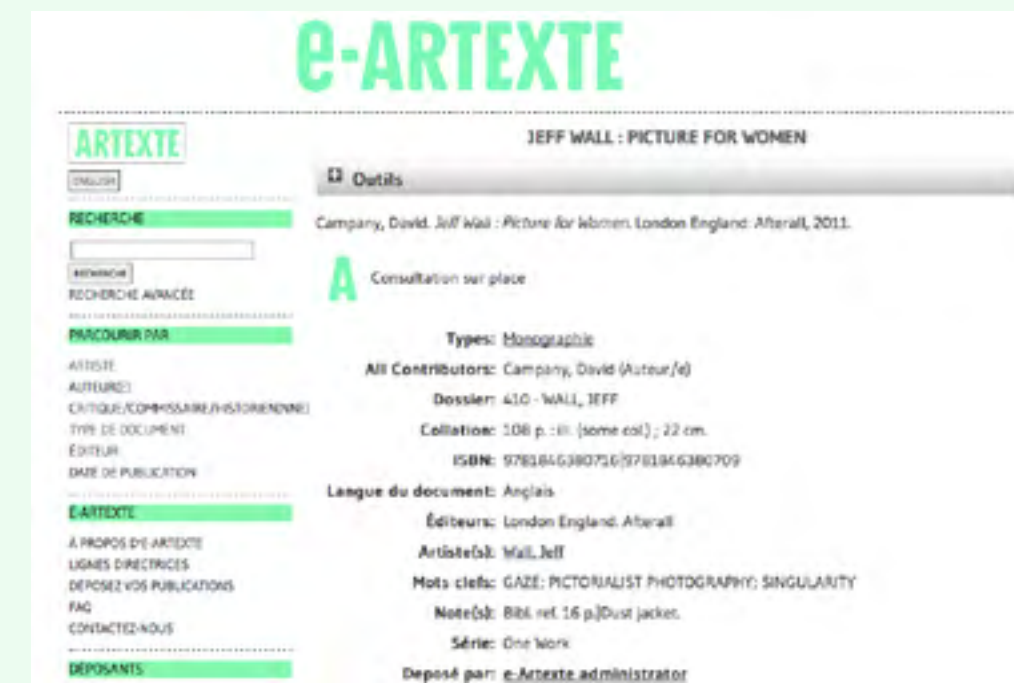 e-ARTEXTE
ARTEXTE
ENGLISH
RECHERCHE
RECHERCHE
RECHERCHE AVANCÉE
PARCOURIR PAR
ARTISTE
AUTEUR(E)
CRITIQUE/COMMISSAIRE/HISTORIEN(NNE)
TYPE DE DOCUMENT
ÉDITEUR
DATE DE PUBLICATION
E-ARTEXTE
À PROPOS D'E-ARTEXTE
LIGNES DIRECTRICES
DÉPOSEZ VOS PUBLICATIONS
FAQ
CONTACTEZ-NOUS
DÉPOSANTS
JEFF WALL : PICTURE FOR WOMEN
Outils
Campany, David. Jeff Wall : Picture for Women. London England: Afterall, 2011.
A Consultation sur place
Types: Monographie
All Contributors: Campany, David (Auteur/e)
Dossier: 410 - WALL, JEFF
Collation: 108 p. : ill. (some col.) ; 22 cm.
ISBN: 9781846380716|9781846380709
Langue du document: Anglais
Éditeurs: London England: Afterall
Artiste(s): Wall, Jeff
Mots clefs: GAZE; PICTORIALIST PHOTOGRAPHY; SINGULARITY
Note(s): Bibl. ref. 16 p.|Dust jacket.
Série: One Work
Deposé par: e-Artexte administrator